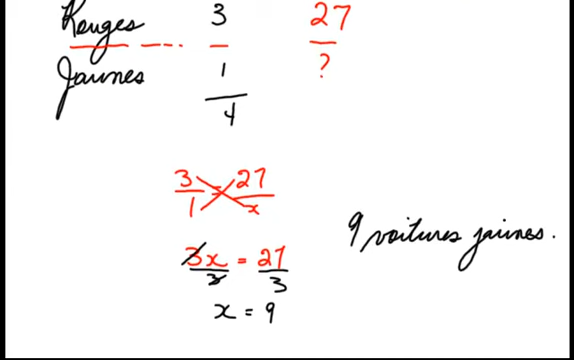 Rouges 3 27
Jaunes 1 ?
4
3/1 = 27/x
3x/3 = 27/3
x = 9
9 voitures jaunes.